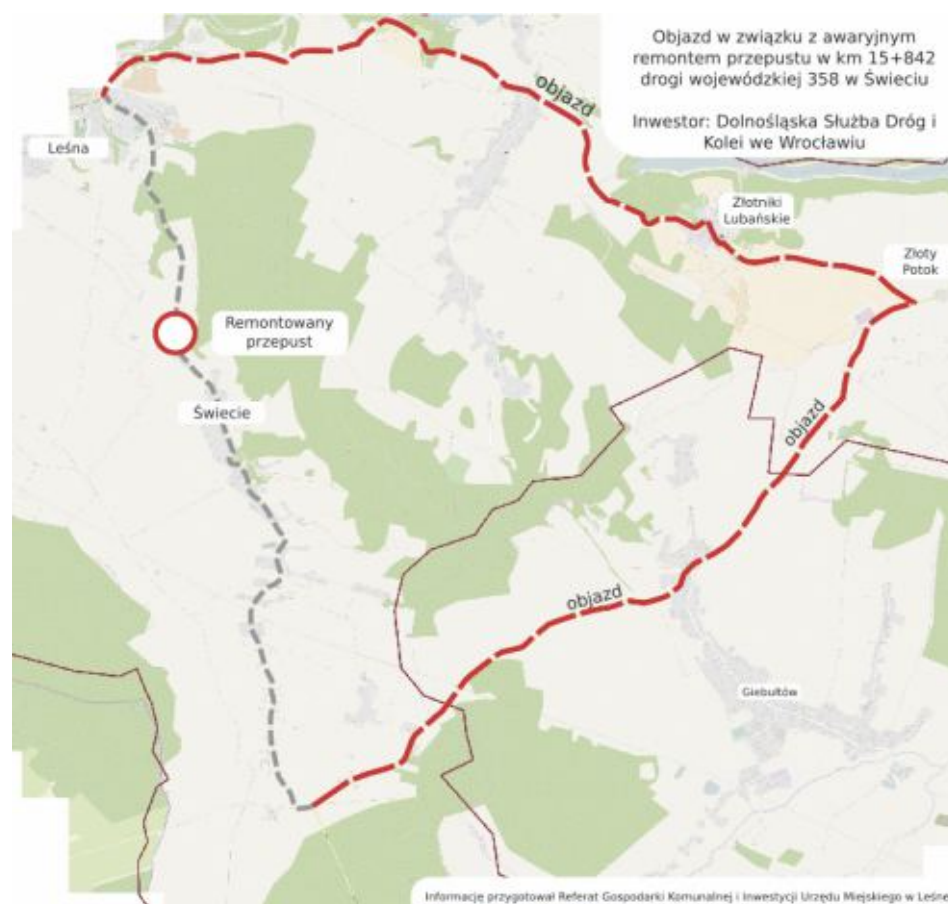 Objazd w związku z awaryjnym
remontem przepustu w km 15+842
drogi wojewódzkiej 358 w Świeciu
Inwestor: Dolnośląska Służba Dróg i
Kolei we Wrocławiu
objazd
Leśna
Złotniki
Lubańskie
Złoty
Potok
Remontowany
przepust
Świecie
objazd
objazd
Giebułtów
Informację przygotował Referat Gospodarki Komunalnej i Inwestycji Urzędu Miejskiego w Leśne